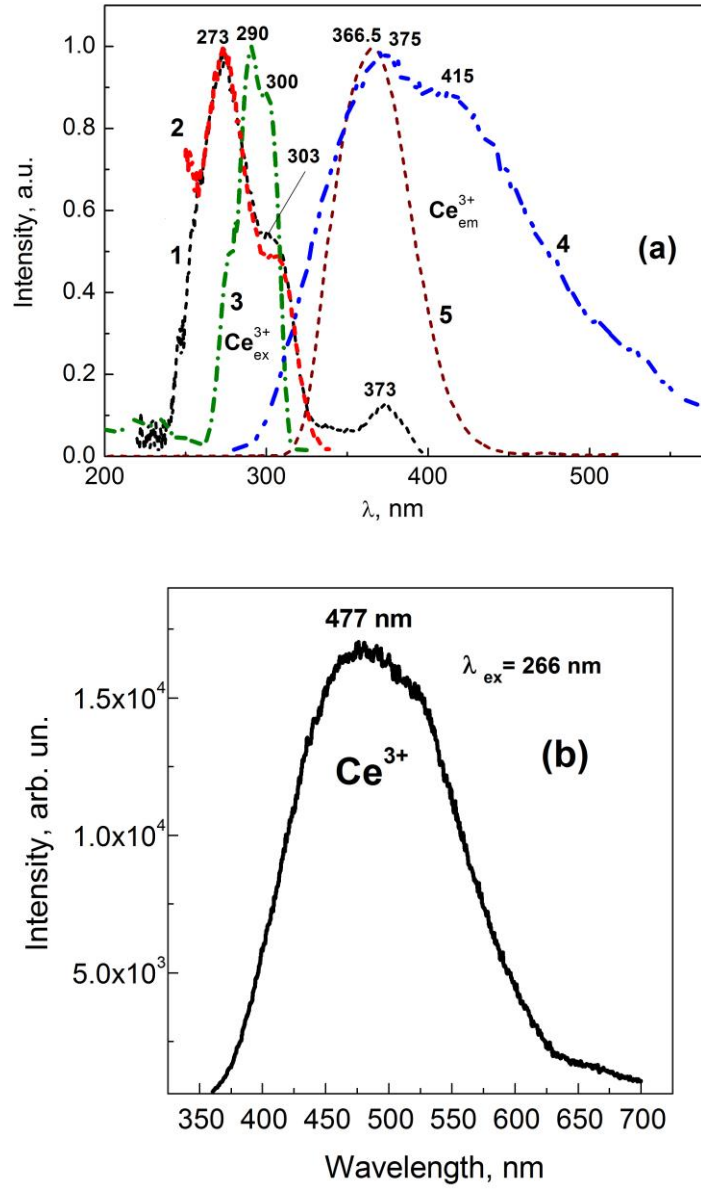 273 290 366.5 375
300 415
303
2
1
3
Ce³⁺ex
Ce³⁺em
4
5
(a)
373
Intensity, a.u.
1.0
0.8
0.6
0.4
0.2
0.0
200 300 400 500
λ, nm
477 nm
λ ex = 266 nm
Ce³⁺
(b)
Intensity, arb. un.
1.5x10⁴
1.0x10⁴
5.0x10³
350 400 450 500 550 600 650 700
Wavelength, nm